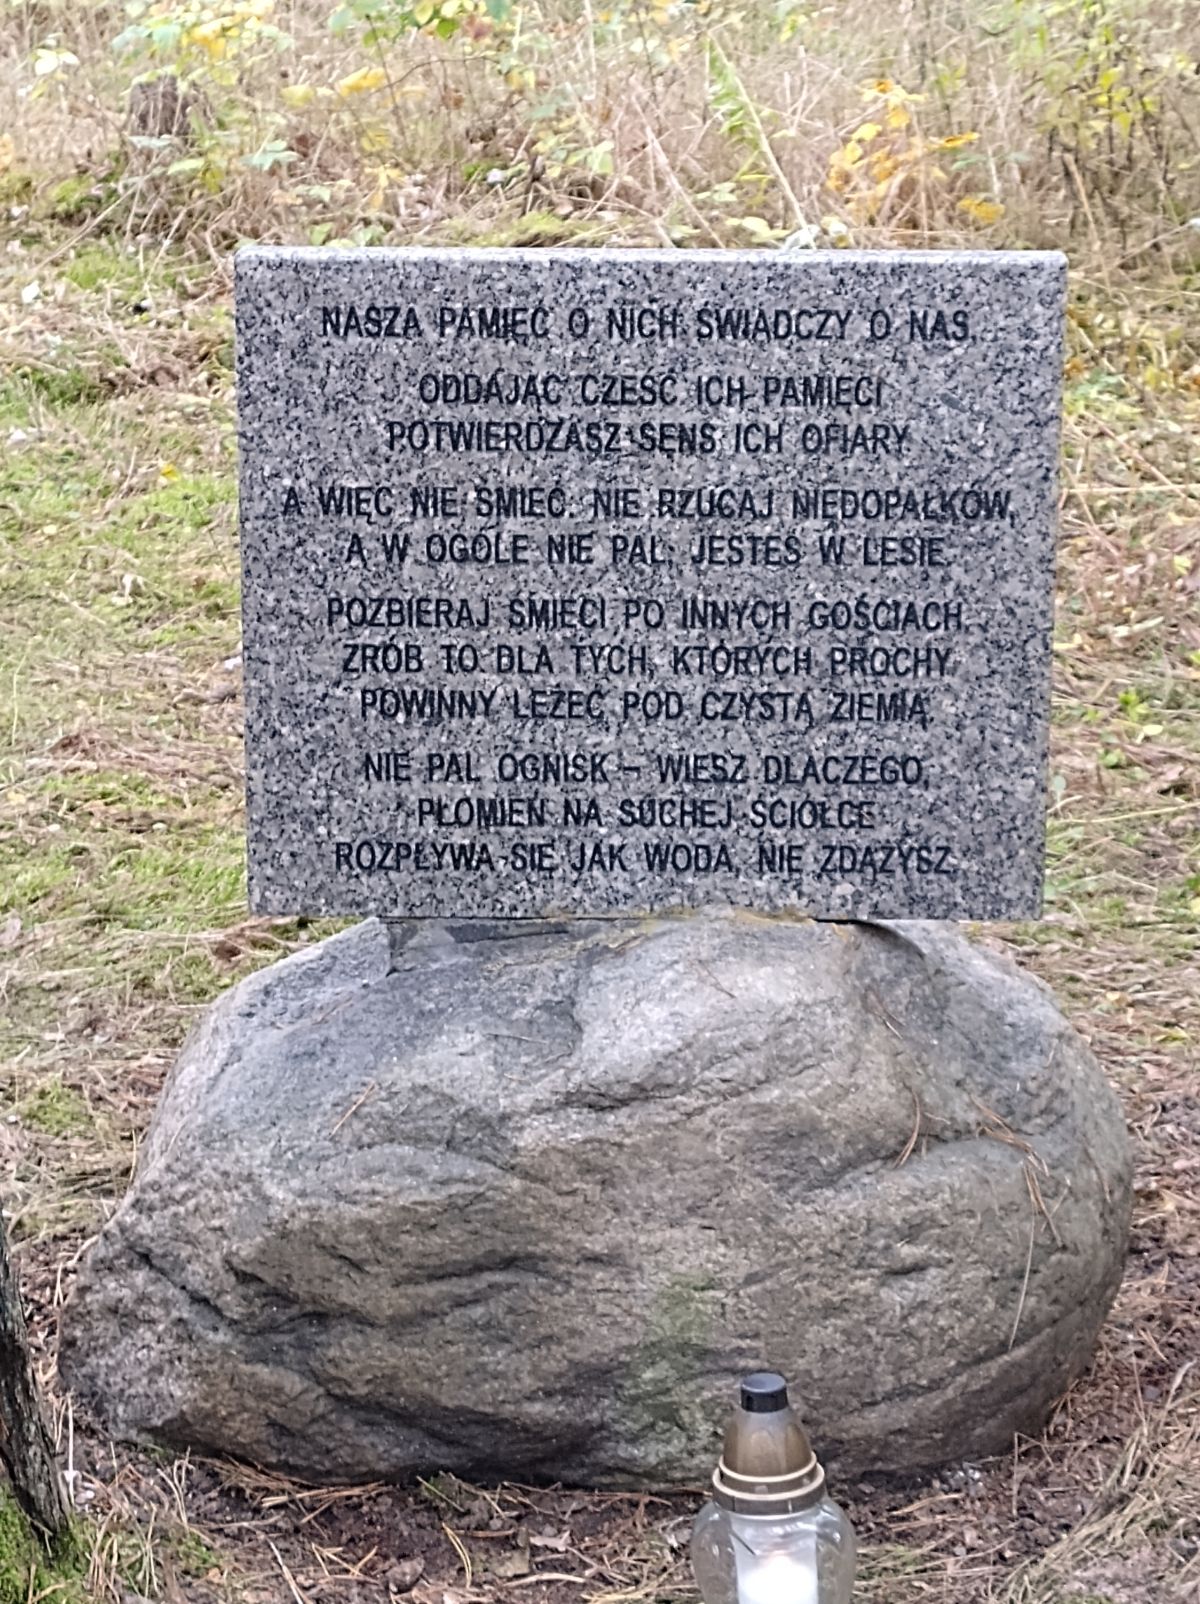 NASZA PAMIĘĆ O NICH ŚWIADCZY O NAS.
ODDAJĄC CZEŚĆ ICH PAMIĘCI
POTWIERDZASZ SENS ICH OFIARY.
A WIĘC NIE ŚMIEĆ. NIE RZUCAJ NIEDOPAŁKÓW,
A W OGÓLE NIE PAL, JESTEŚ W LESIE.
POZBIERAJ ŚMIECI PO INNYCH GOŚCIACH.
ZRÓB TO DLA TYCH, KTÓRYCH PROCHY
POWINNY LEŻEĆ POD CZYSTĄ ZIEMIĄ.
NIE PAL OGNISK – WIESZ DLACZEGO,
PŁOMIEŃ NA SUCHEJ ŚCIÓŁCE
ROZPŁYWA SIĘ JAK WODA, NIE ZDĄŻYSZ.